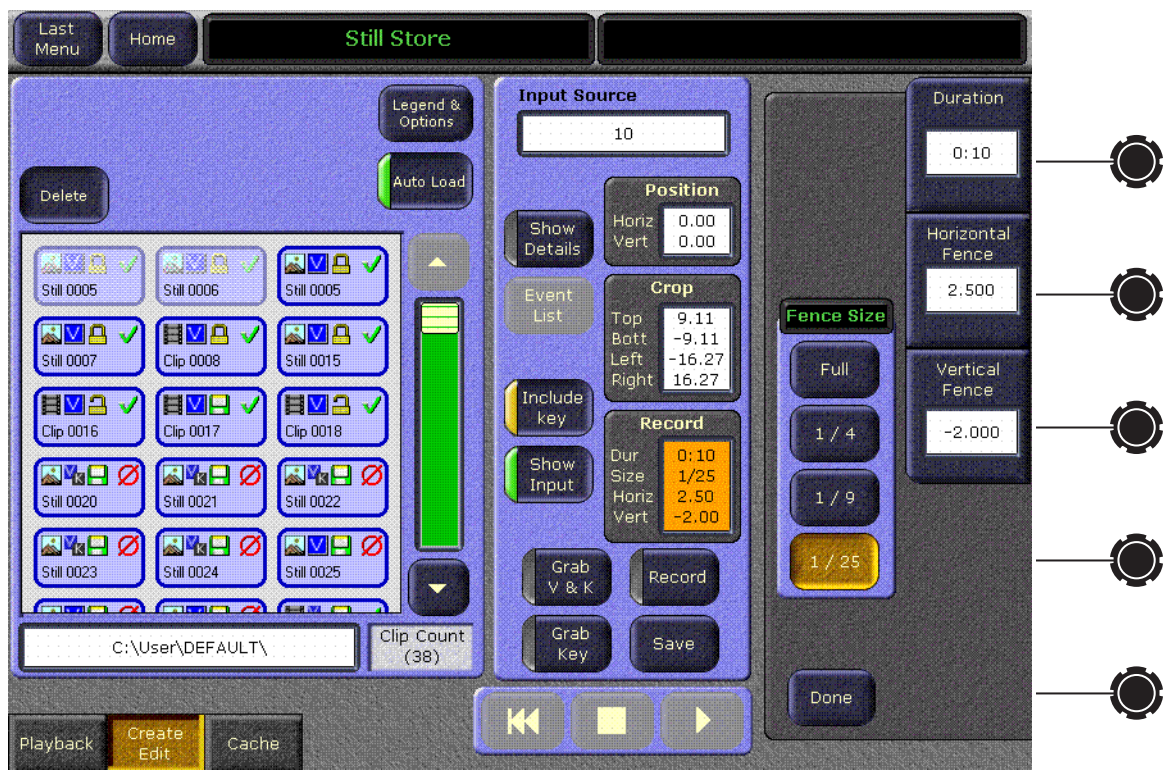 Last Menu
Home
Still Store
Legend & Options
Auto Load
Delete
Still 0005
Still 0006
Still 0005
Still 0007
Clip 0008
Still 0015
Clip 0016
Clip 0017
Clip 0018
Still 0020
Still 0021
Still 0022
Still 0023
Still 0024
Still 0025
C:\User\DEFAULT\
Clip Count
(38)
Input Source
10
Show Details
Event List
Include key
Show Input
Position
Horiz 0.00
Vert 0.00
Crop
Top 9.11
Bott -9.11
Left -16.27
Right 16.27
Record
Dur 0:10
Size 1/25
Horiz 2.50
Vert -2.00
Grab V & K
Record
Grab Key
Save
Fence Size
Full
1 / 4
1 / 9
1 / 25
Done
Duration
0:10
Horizontal Fence
2.500
Vertical Fence
-2.000
Playback
Create Edit
Cache